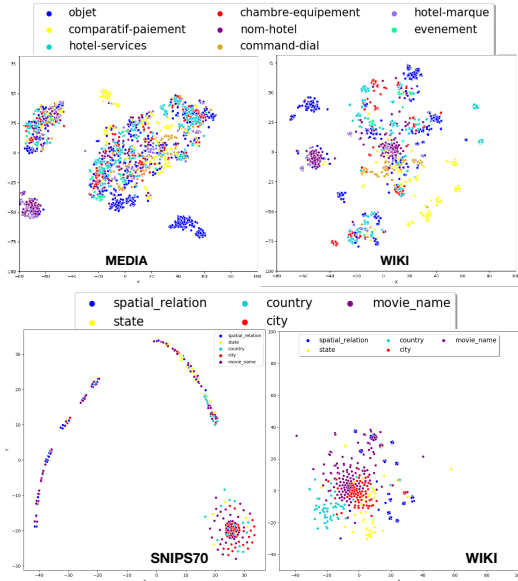 objet chambre-equipement hotel-marque
comparatif-paiement nom-hotel evenement
hotel-services command-dial
MEDIA WIKI
spatial_relation country movie_name
state city
spatial_relation
state
country
city
movie_name
spatial_relation country movie_name
state city
SNIPS70 WIKI